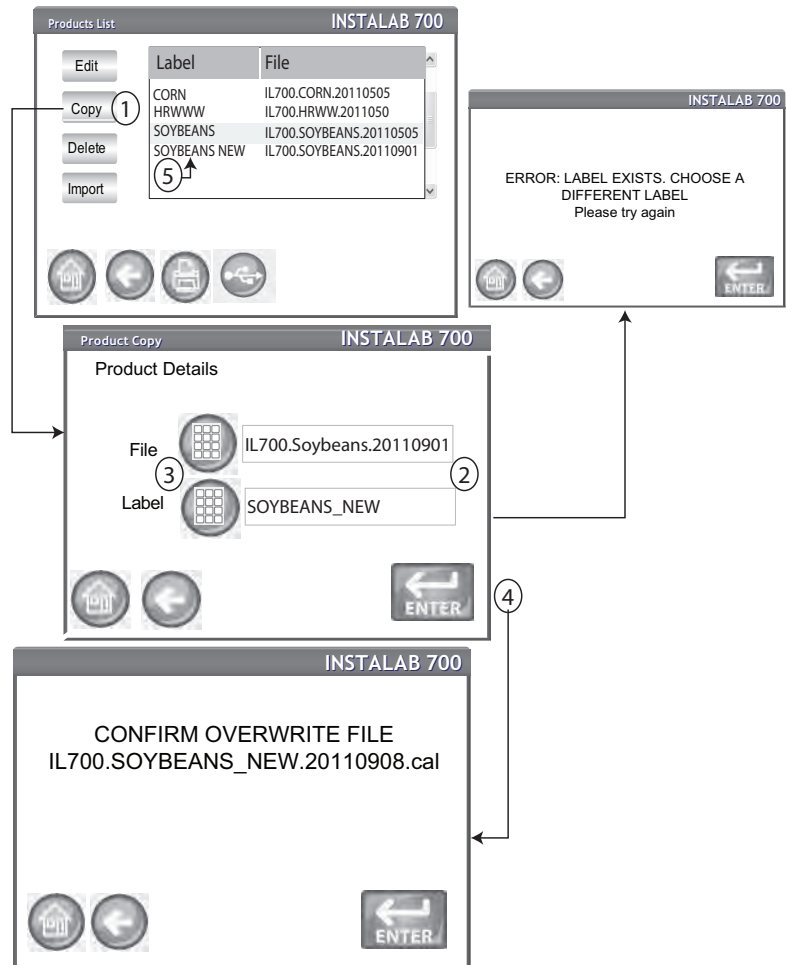 Products List INSTALAB 700
Edit
Copy 1
Delete
Import
Label File
CORN IL700.CORN.20110505
HRWWW IL700.HRWW.2011050
SOYBEANS IL700.SOYBEANS.20110505
SOYBEANS NEW IL700.SOYBEANS.20110901
5
INSTALAB 700
ERROR: LABEL EXISTS. CHOOSE A
DIFFERENT LABEL
Please try again
ENTER
Product Copy INSTALAB 700
Product Details
File IL700.Soybeans.20110901
3 2
Label SOYBEANS_NEW
ENTER
4
INSTALAB 700
CONFIRM OVERWRITE FILE
IL700.SOYBEANS_NEW.20110908.cal
ENTER